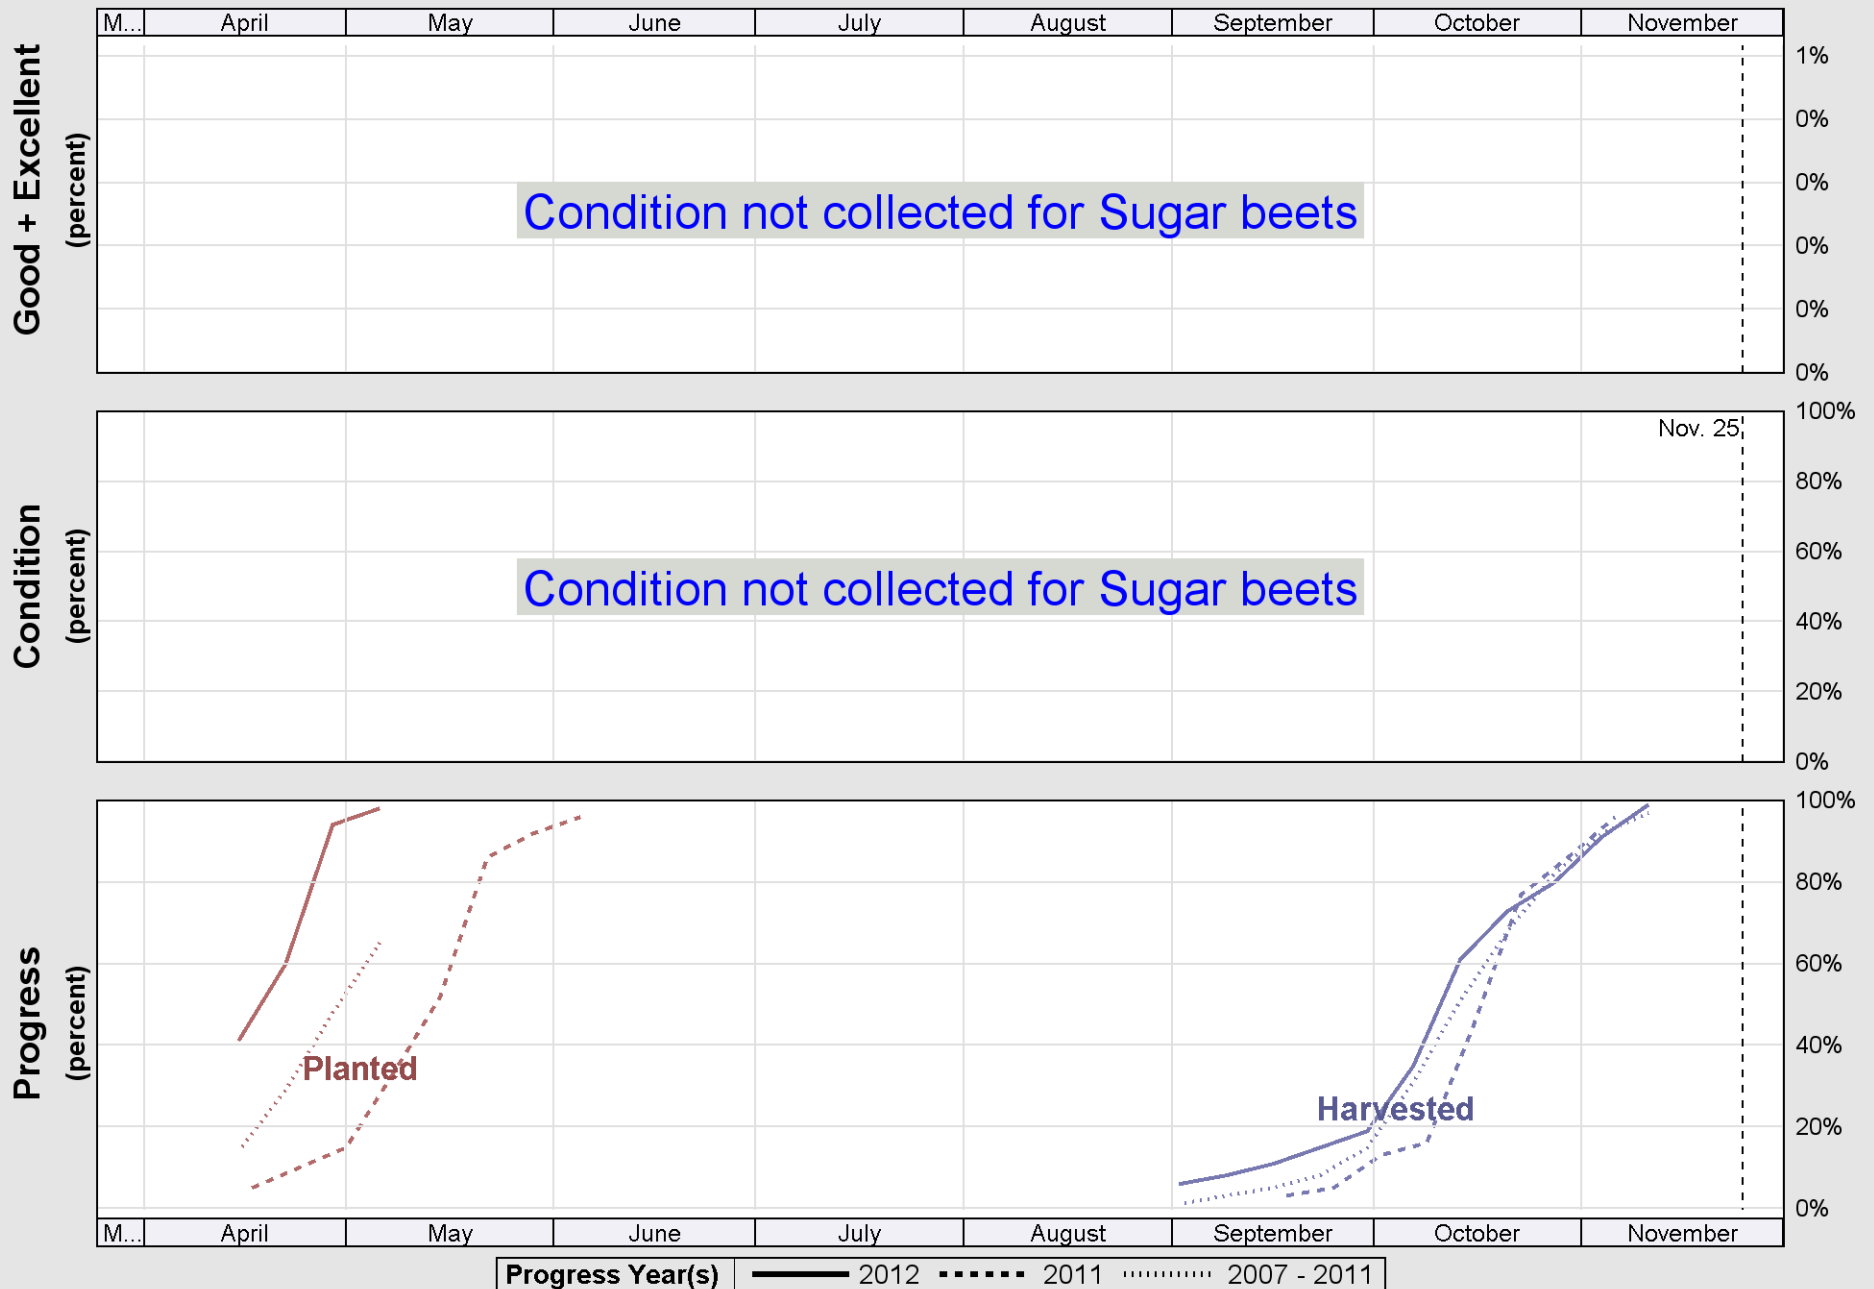 M... April May June July August September October November
Good + Excellent
(percent)
1%
0%
0%
0%
0%
0%
Condition not collected for Sugar beets
Condition
(percent)
100%
80%
60%
40%
20%
0%
Nov. 25
Condition not collected for Sugar beets
Progress
(percent)
100%
80%
60%
40%
20%
0%
Planted
Harvested
M... April May June July August September October November
Progress Year(s) 2012 2011 2007 - 2011